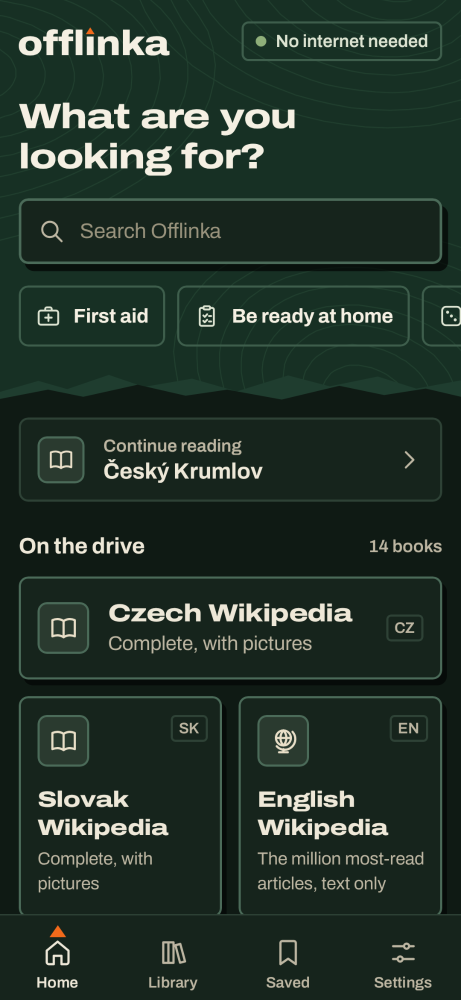 offlinka
No internet needed
What are you
looking for?
Search Offlinka
First aid
Be ready at home
Continue reading
Český Krumlov
On the drive
14 books
Czech Wikipedia
Complete, with pictures
CZ
SK
Slovak
Wikipedia
Complete, with
pictures
EN
English
Wikipedia
The million most-read
articles, text only
Home
Library
Saved
Settings